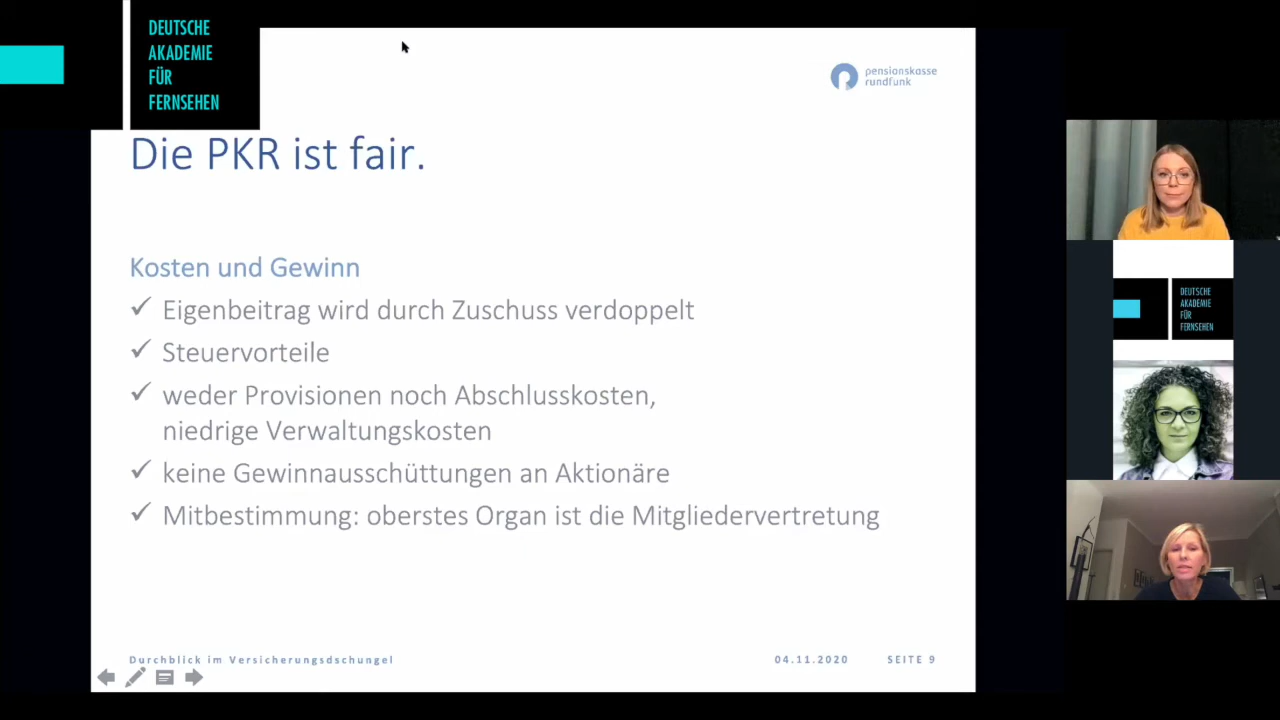 DEUTSCHE
AKADEMIE
FÜR
FERNSEHEN
pensionskasse
rundfunk
Die PKR ist fair.
Kosten und Gewinn
✓ Eigenbeitrag wird durch Zuschuss verdoppelt
✓ Steuervorteile
✓ weder Provisionen noch Abschlusskosten,
niedrige Verwaltungskosten
✓ keine Gewinnausschüttungen an Aktionäre
✓ Mitbestimmung: oberstes Organ ist die Mitgliedervertretung
Durchblick im Versicherungsdschungel
04.11.2020 SEITE 9
DEUTSCHE
AKADEMIE
FÜR
FERNSEHEN